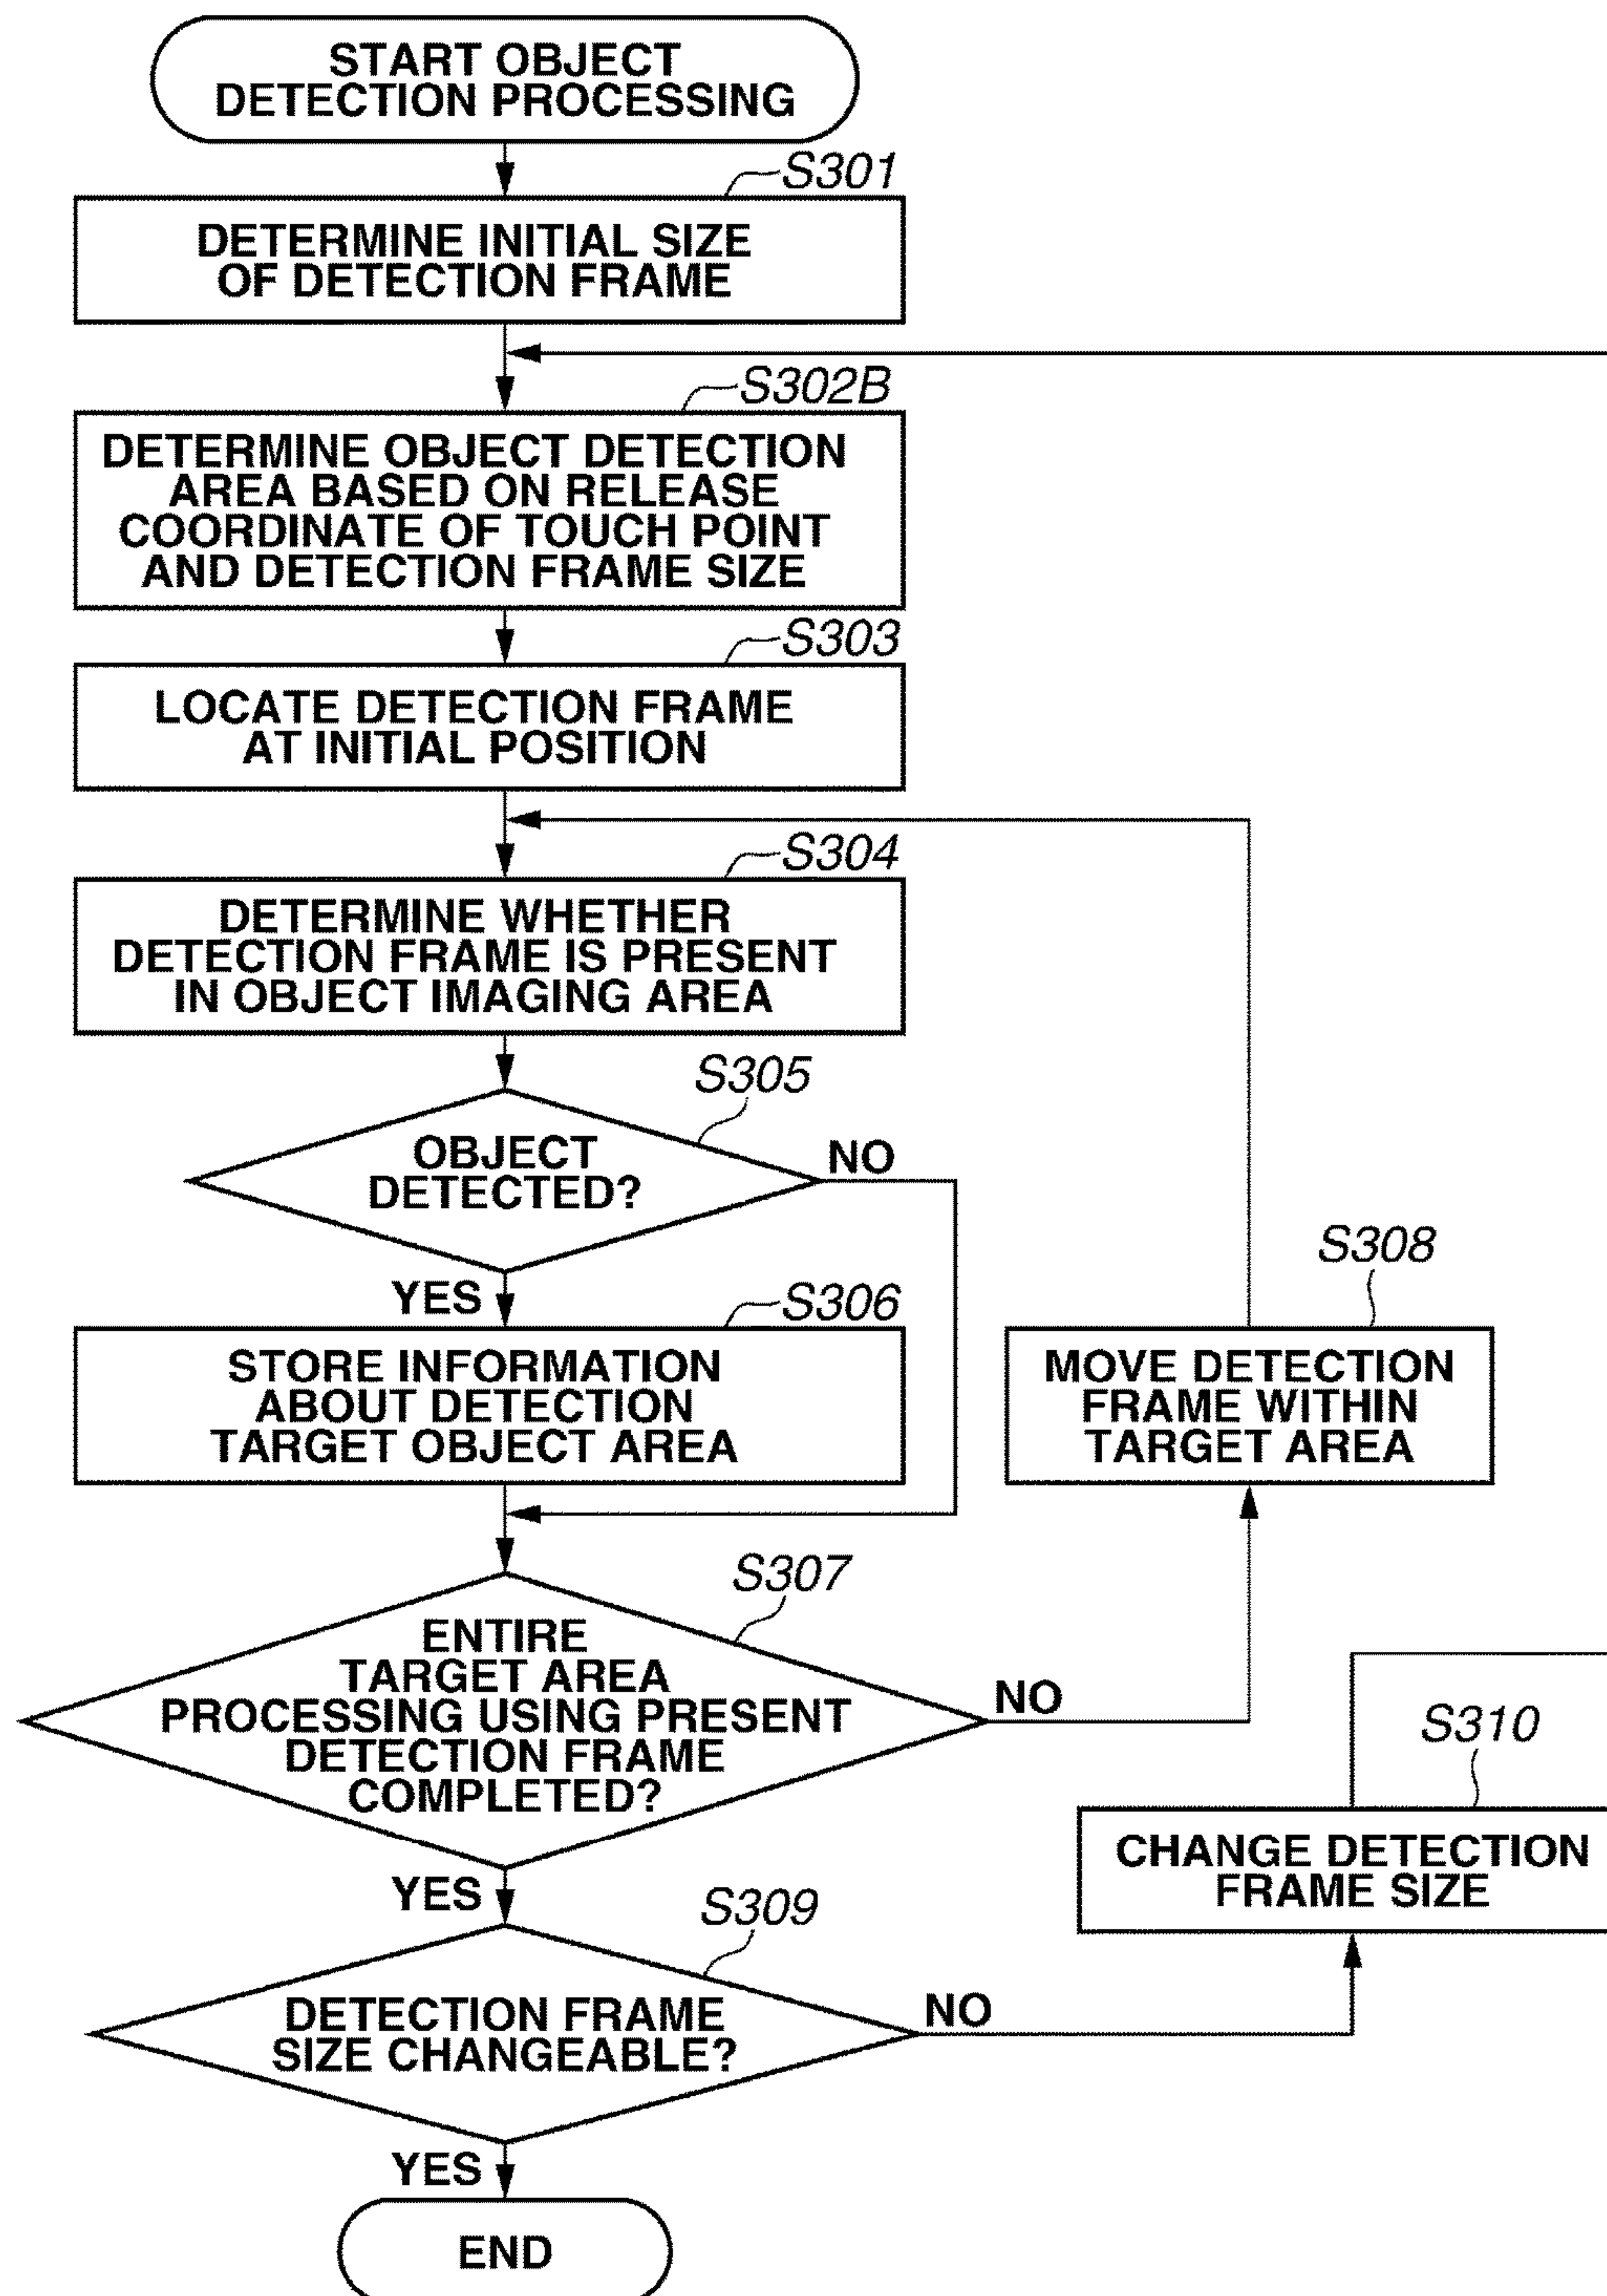 START OBJECT
DETECTION PROCESSING
S301
DETERMINE INITIAL SIZE
OF DETECTION FRAME
S302B
DETERMINE OBJECT DETECTION
AREA BASED ON RELEASE
COORDINATE OF TOUCH POINT
AND DETECTION FRAME SIZE
S303
LOCATE DETECTION FRAME
AT INITIAL POSITION
S304
DETERMINE WHETHER
DETECTION FRAME IS PRESENT
IN OBJECT IMAGING AREA
S305
OBJECT
DETECTED?
NO
YES
S306
STORE INFORMATION
ABOUT DETECTION
TARGET OBJECT AREA
S308
MOVE DETECTION
FRAME WITHIN
TARGET AREA
S307
ENTIRE
TARGET AREA
PROCESSING USING PRESENT
DETECTION FRAME
COMPLETED?
NO
YES
S310
CHANGE DETECTION
FRAME SIZE
S309
DETECTION FRAME
SIZE CHANGEABLE?
NO
YES
END